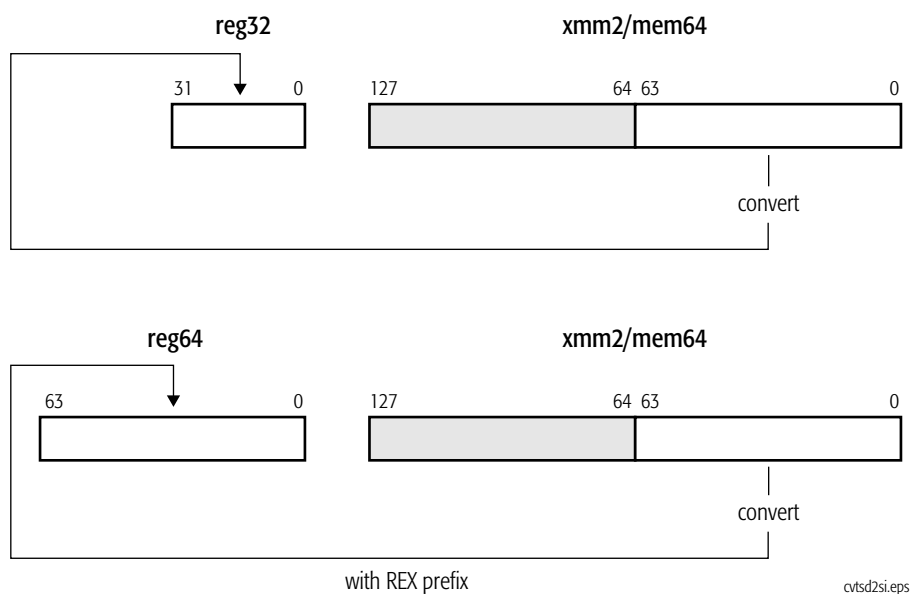 reg32 xmm2/mem64
31 0 127 64 63 0
convert
reg64 xmm2/mem64
63 0 127 64 63 0
convert
with REX prefix
cvtsd2si.eps